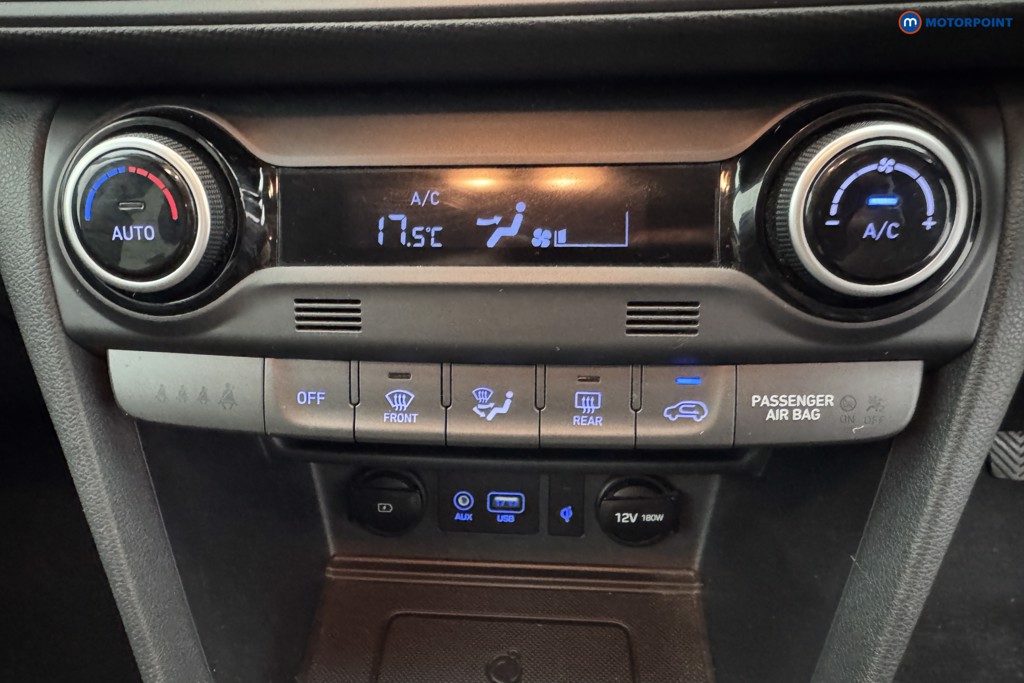 m MOTORPOINT
A/C
17.5°C
AUTO
A/C
OFF
FRONT
REAR
PASSENGER
AIR BAG
ON OFF
AUX
USB
12V 180W